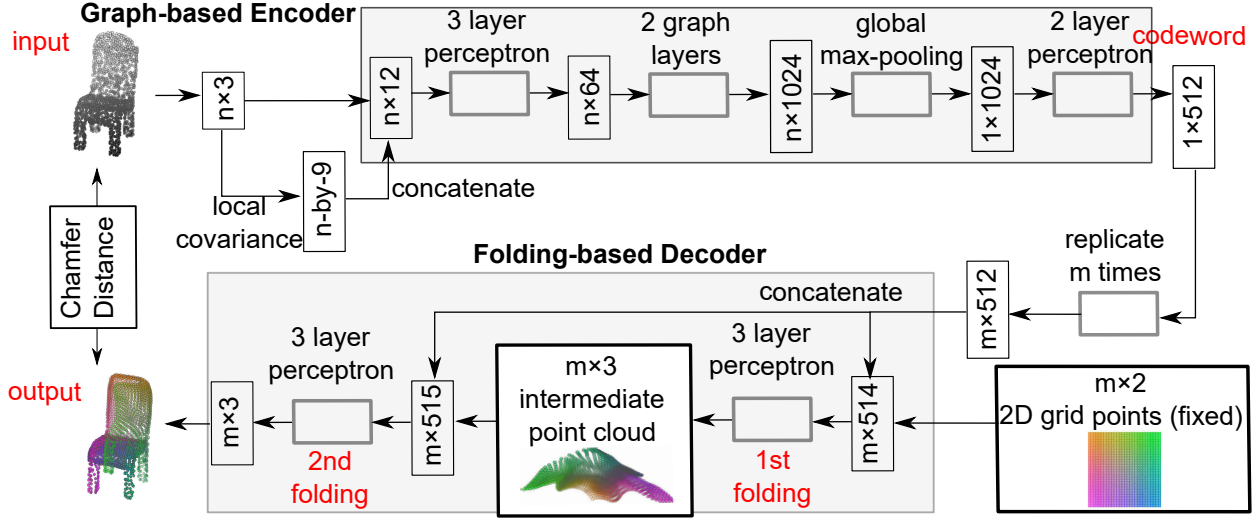 Graph-based Encoder
input
n×3
local
covariance
n-by-9
concatenate
n×12
3 layer
perceptron
n×64
2 graph
layers
n×1024
global
max-pooling
1×1024
2 layer
perceptron
codeword
1×512
replicate
m times
m×512
Folding-based Decoder
concatenate
m×2
2D grid points (fixed)
m×514
3 layer
perceptron
1st
folding
m×3
intermediate
point cloud
m×515
3 layer
perceptron
2nd
folding
m×3
output
Chamfer
Distance